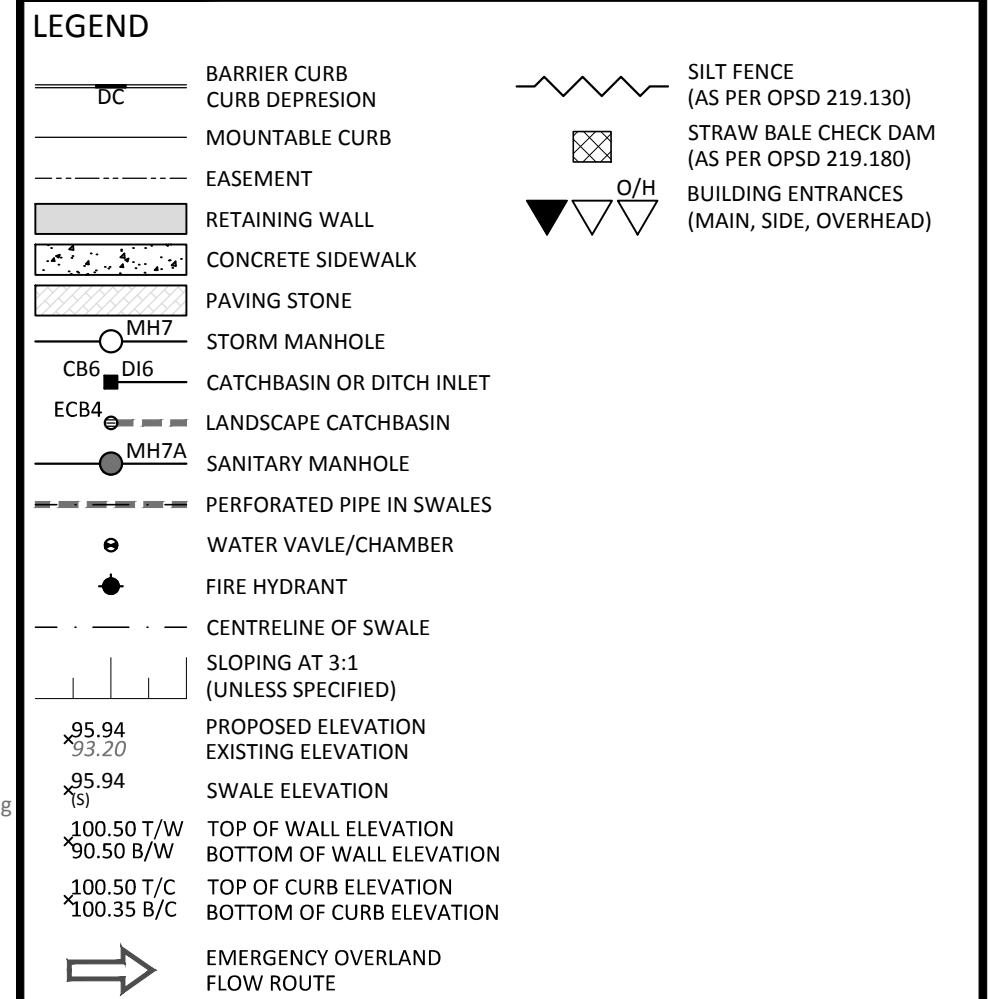 LEGEND
DC
BARRIER CURB
CURB DEPRESION
MOUNTABLE CURB
EASEMENT
RETAINING WALL
CONCRETE SIDEWALK
PAVING STONE
MH7
STORM MANHOLE
CB6 DI6
CATCHBASIN OR DITCH INLET
ECB4
LANDSCAPE CATCHBASIN
MH7A
SANITARY MANHOLE
PERFORATED PIPE IN SWALES
WATER VAVLE/CHAMBER
FIRE HYDRANT
CENTRELINE OF SWALE
SLOPING AT 3:1
(UNLESS SPECIFIED)
95.94 PROPOSED ELEVATION
93.20 EXISTING ELEVATION
95.94
(S)
SWALE ELEVATION
g
100.50 T/W TOP OF WALL ELEVATION
90.50 B/W BOTTOM OF WALL ELEVATION
100.50 T/C TOP OF CURB ELEVATION
100.35 B/C BOTTOM OF CURB ELEVATION
EMERGENCY OVERLAND
FLOW ROUTE
SILT FENCE
(AS PER OPSD 219.130)
STRAW BALE CHECK DAM
(AS PER OPSD 219.180)
O/H
BUILDING ENTRANCES
(MAIN, SIDE, OVERHEAD)